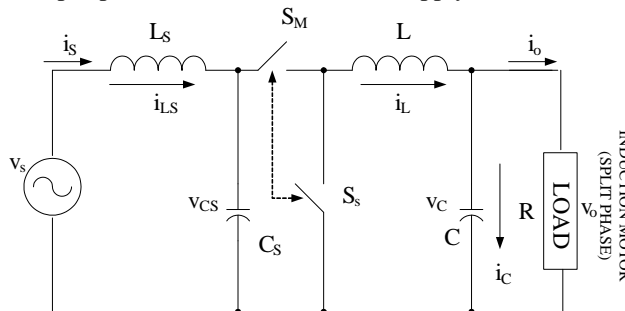 S_M
i_S
L_S
L
i_o
i_LS
i_L
v_s
v_CS
C_S
S_s
v_C
C
i_C
R
LOAD
v_o
INDUCTION MOTOR
(SPLIT PHASE)